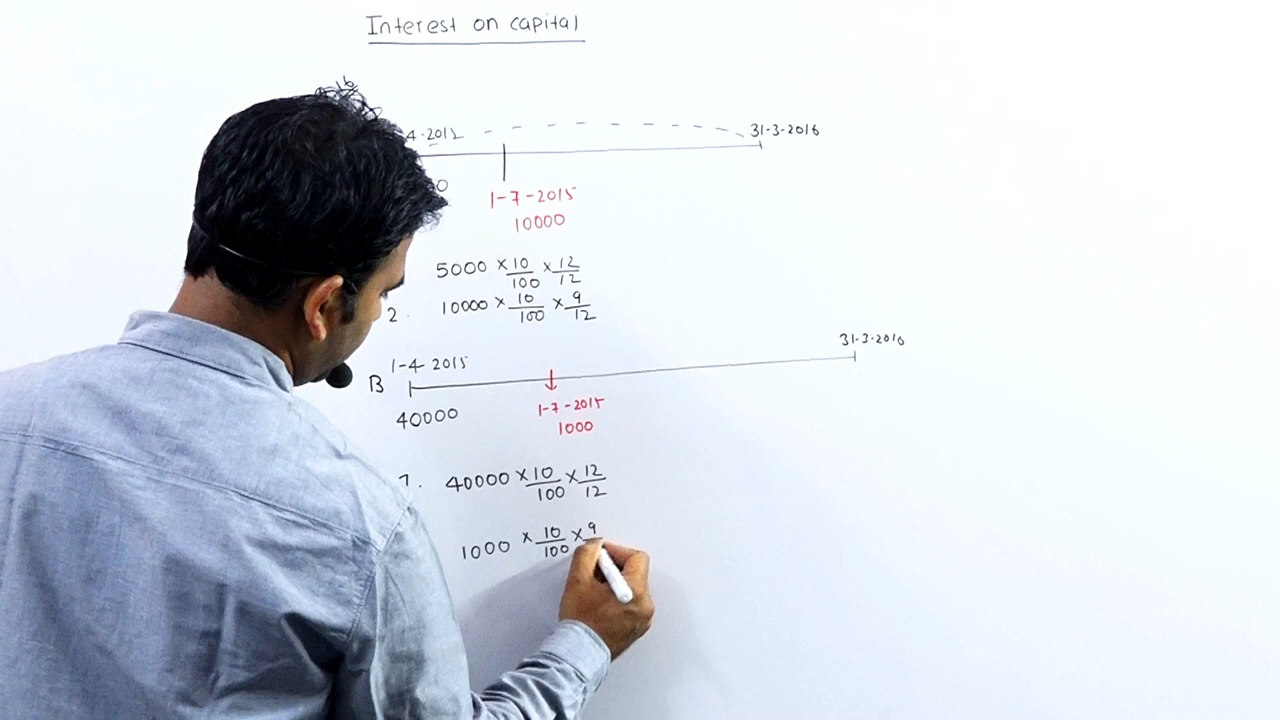 Interest on capital
31-3-2016
1-7-2015
10000
5000 × 10/100 × 12/12
2. 10000 × 10/100 × 9/12
31-3-2016
1-4 2015
B
40000
1-7-2015
1000
40000 × 10/100 × 12/12
1000 × 10/100 × 9